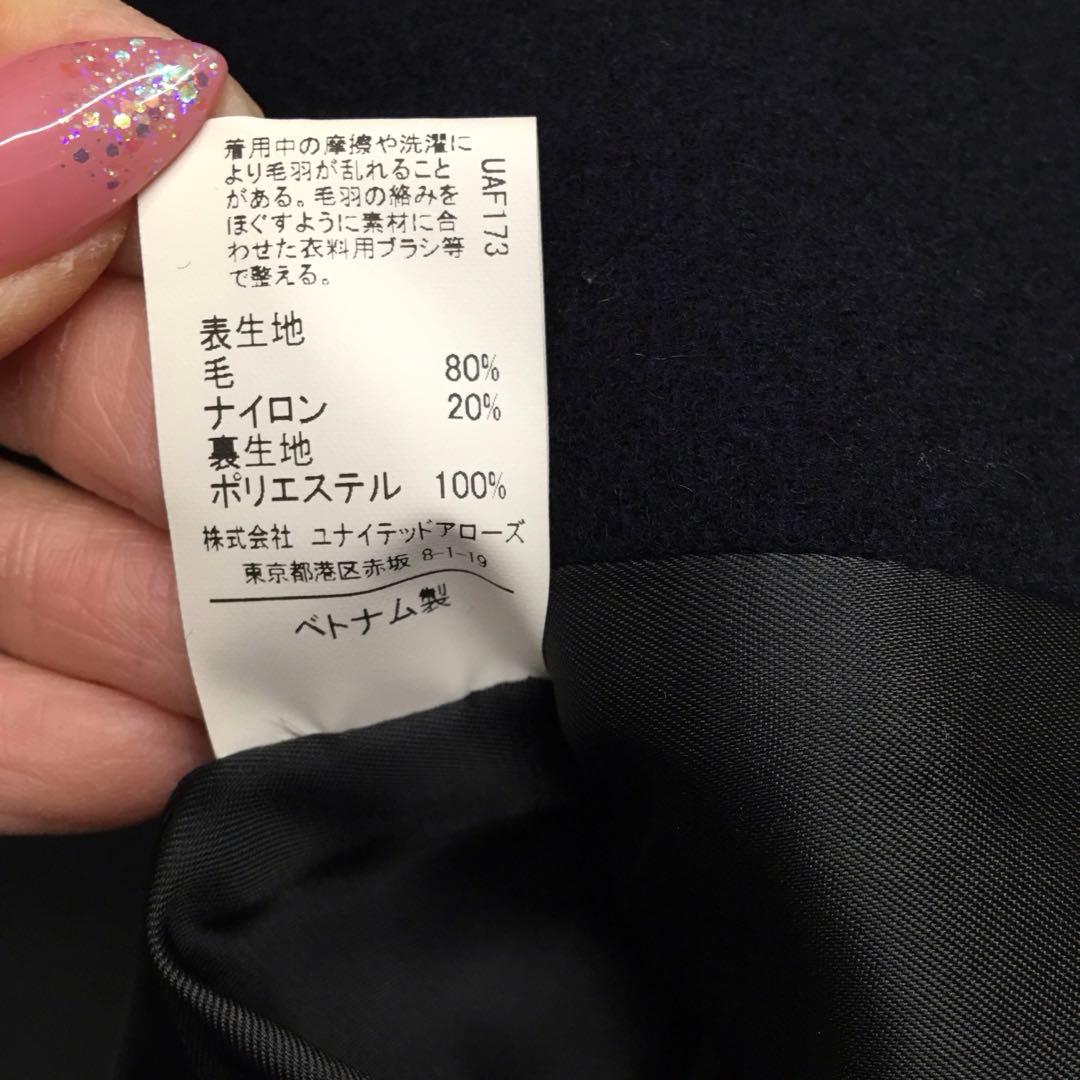 着用中の摩擦や洗濯に
より毛羽が乱れること
がある。毛羽の絡みを
ほぐすように素材に合
わせた衣料用ブラシ等
で整える。
UAF173
表生地
毛 80%
ナイロン 20%
裏生地
ポリエステル 100%
株式会社 ユナイテッドアローズ
東京都港区赤坂 8-1-19
ベトナム製